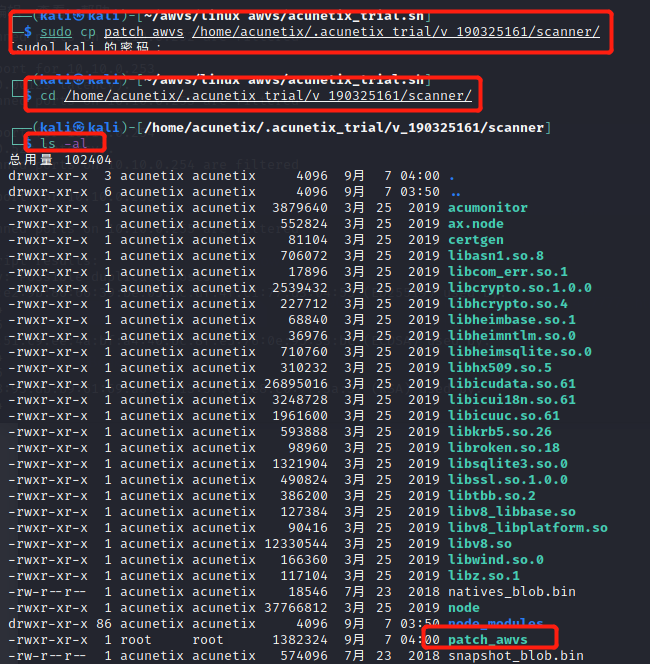 (kali㉿kali)-[~/awvs/linux_awvs/acunetix_trial.sh]
└─$ sudo cp patch_awvs /home/acunetix/.acunetix_trial/v_190325161/scanner/
[sudo] kali 的密码：
(kali㉿kali)-[~/awvs/linux_awvs/acunetix_trial.sh]
└─$ cd /home/acunetix/.acunetix_trial/v_190325161/scanner/
┌──(kali㉿kali)-[/home/acunetix/.acunetix_trial/v_190325161/scanner]
└─$ ls -al
总用量 102404
drwxr-xr-x 3 acunetix acunetix 4096 9月 7 04:00 .
drwxr-xr-x 6 acunetix acunetix 4096 9月 7 03:50 ..
-rwxr-xr-x 1 acunetix acunetix 3879640 3月 25 2019 acumonitor
-rwxr-xr-x 1 acunetix acunetix 552824 3月 25 2019 ax.node
-rwxr-xr-x 1 acunetix acunetix 81104 3月 25 2019 certgen
-rwxr-xr-x 1 acunetix acunetix 706072 3月 25 2019 libasn1.so.8
-rwxr-xr-x 1 acunetix acunetix 17896 3月 25 2019 libcom_err.so.1
-rwxr-xr-x 1 acunetix acunetix 2539432 3月 25 2019 libcrypto.so.1.0.0
-rwxr-xr-x 1 acunetix acunetix 227712 3月 25 2019 libhcrypto.so.4
-rwxr-xr-x 1 acunetix acunetix 68840 3月 25 2019 libheimbase.so.1
-rwxr-xr-x 1 acunetix acunetix 36976 3月 25 2019 libheimntlm.so.0
-rwxr-xr-x 1 acunetix acunetix 710760 3月 25 2019 libheimsqlite.so.0
-rwxr-xr-x 1 acunetix acunetix 310232 3月 25 2019 libhx509.so.5
-rwxr-xr-x 1 acunetix acunetix 26895016 3月 25 2019 libicudata.so.61
-rwxr-xr-x 1 acunetix acunetix 3248728 3月 25 2019 libicui18n.so.61
-rwxr-xr-x 1 acunetix acunetix 1961600 3月 25 2019 libicuuc.so.61
-rwxr-xr-x 1 acunetix acunetix 593888 3月 25 2019 libkrb5.so.26
-rwxr-xr-x 1 acunetix acunetix 98960 3月 25 2019 libroken.so.18
-rwxr-xr-x 1 acunetix acunetix 1321904 3月 25 2019 libsqlite3.so.0
-rwxr-xr-x 1 acunetix acunetix 490824 3月 25 2019 libssl.so.1.0.0
-rwxr-xr-x 1 acunetix acunetix 386200 3月 25 2019 libtbb.so.2
-rwxr-xr-x 1 acunetix acunetix 127384 3月 25 2019 libv8_libbase.so
-rwxr-xr-x 1 acunetix acunetix 90416 3月 25 2019 libv8_libplatform.so
-rwxr-xr-x 1 acunetix acunetix 12330544 3月 25 2019 libv8.so
-rwxr-xr-x 1 acunetix acunetix 166360 3月 25 2019 libwind.so.0
-rwxr-xr-x 1 acunetix acunetix 117104 3月 25 2019 libz.so.1
-rw-r--r-- 1 acunetix acunetix 18546 7月 23 2018 natives_blob.bin
-rwxr-xr-x 1 acunetix acunetix 37766812 3月 25 2019 node
drwxr-xr-x 86 acunetix acunetix 4096 9月 7 03:50 node_modules
-rwxr-xr-x 1 root root 1382324 9月 7 04:00 patch_awvs
-rw-r--r-- 1 acunetix acunetix 574096 7月 23 2018 snapshot_blob.bin